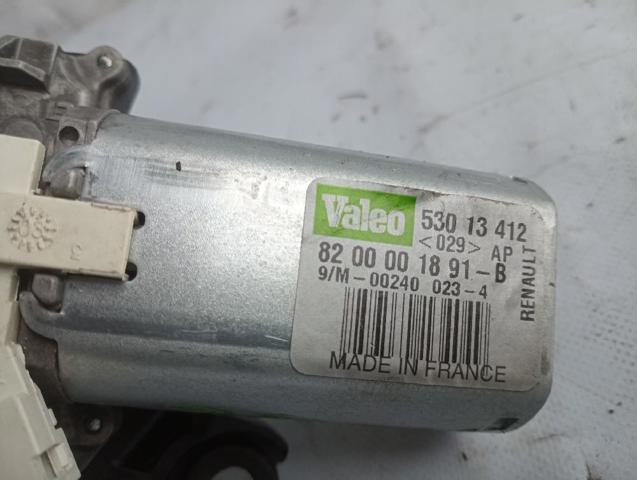 Valeo
530 13 412
<029> AP
82 00 00 18 91-B
9/M-00240 023-4
MADE IN FRANCE
RENAULT